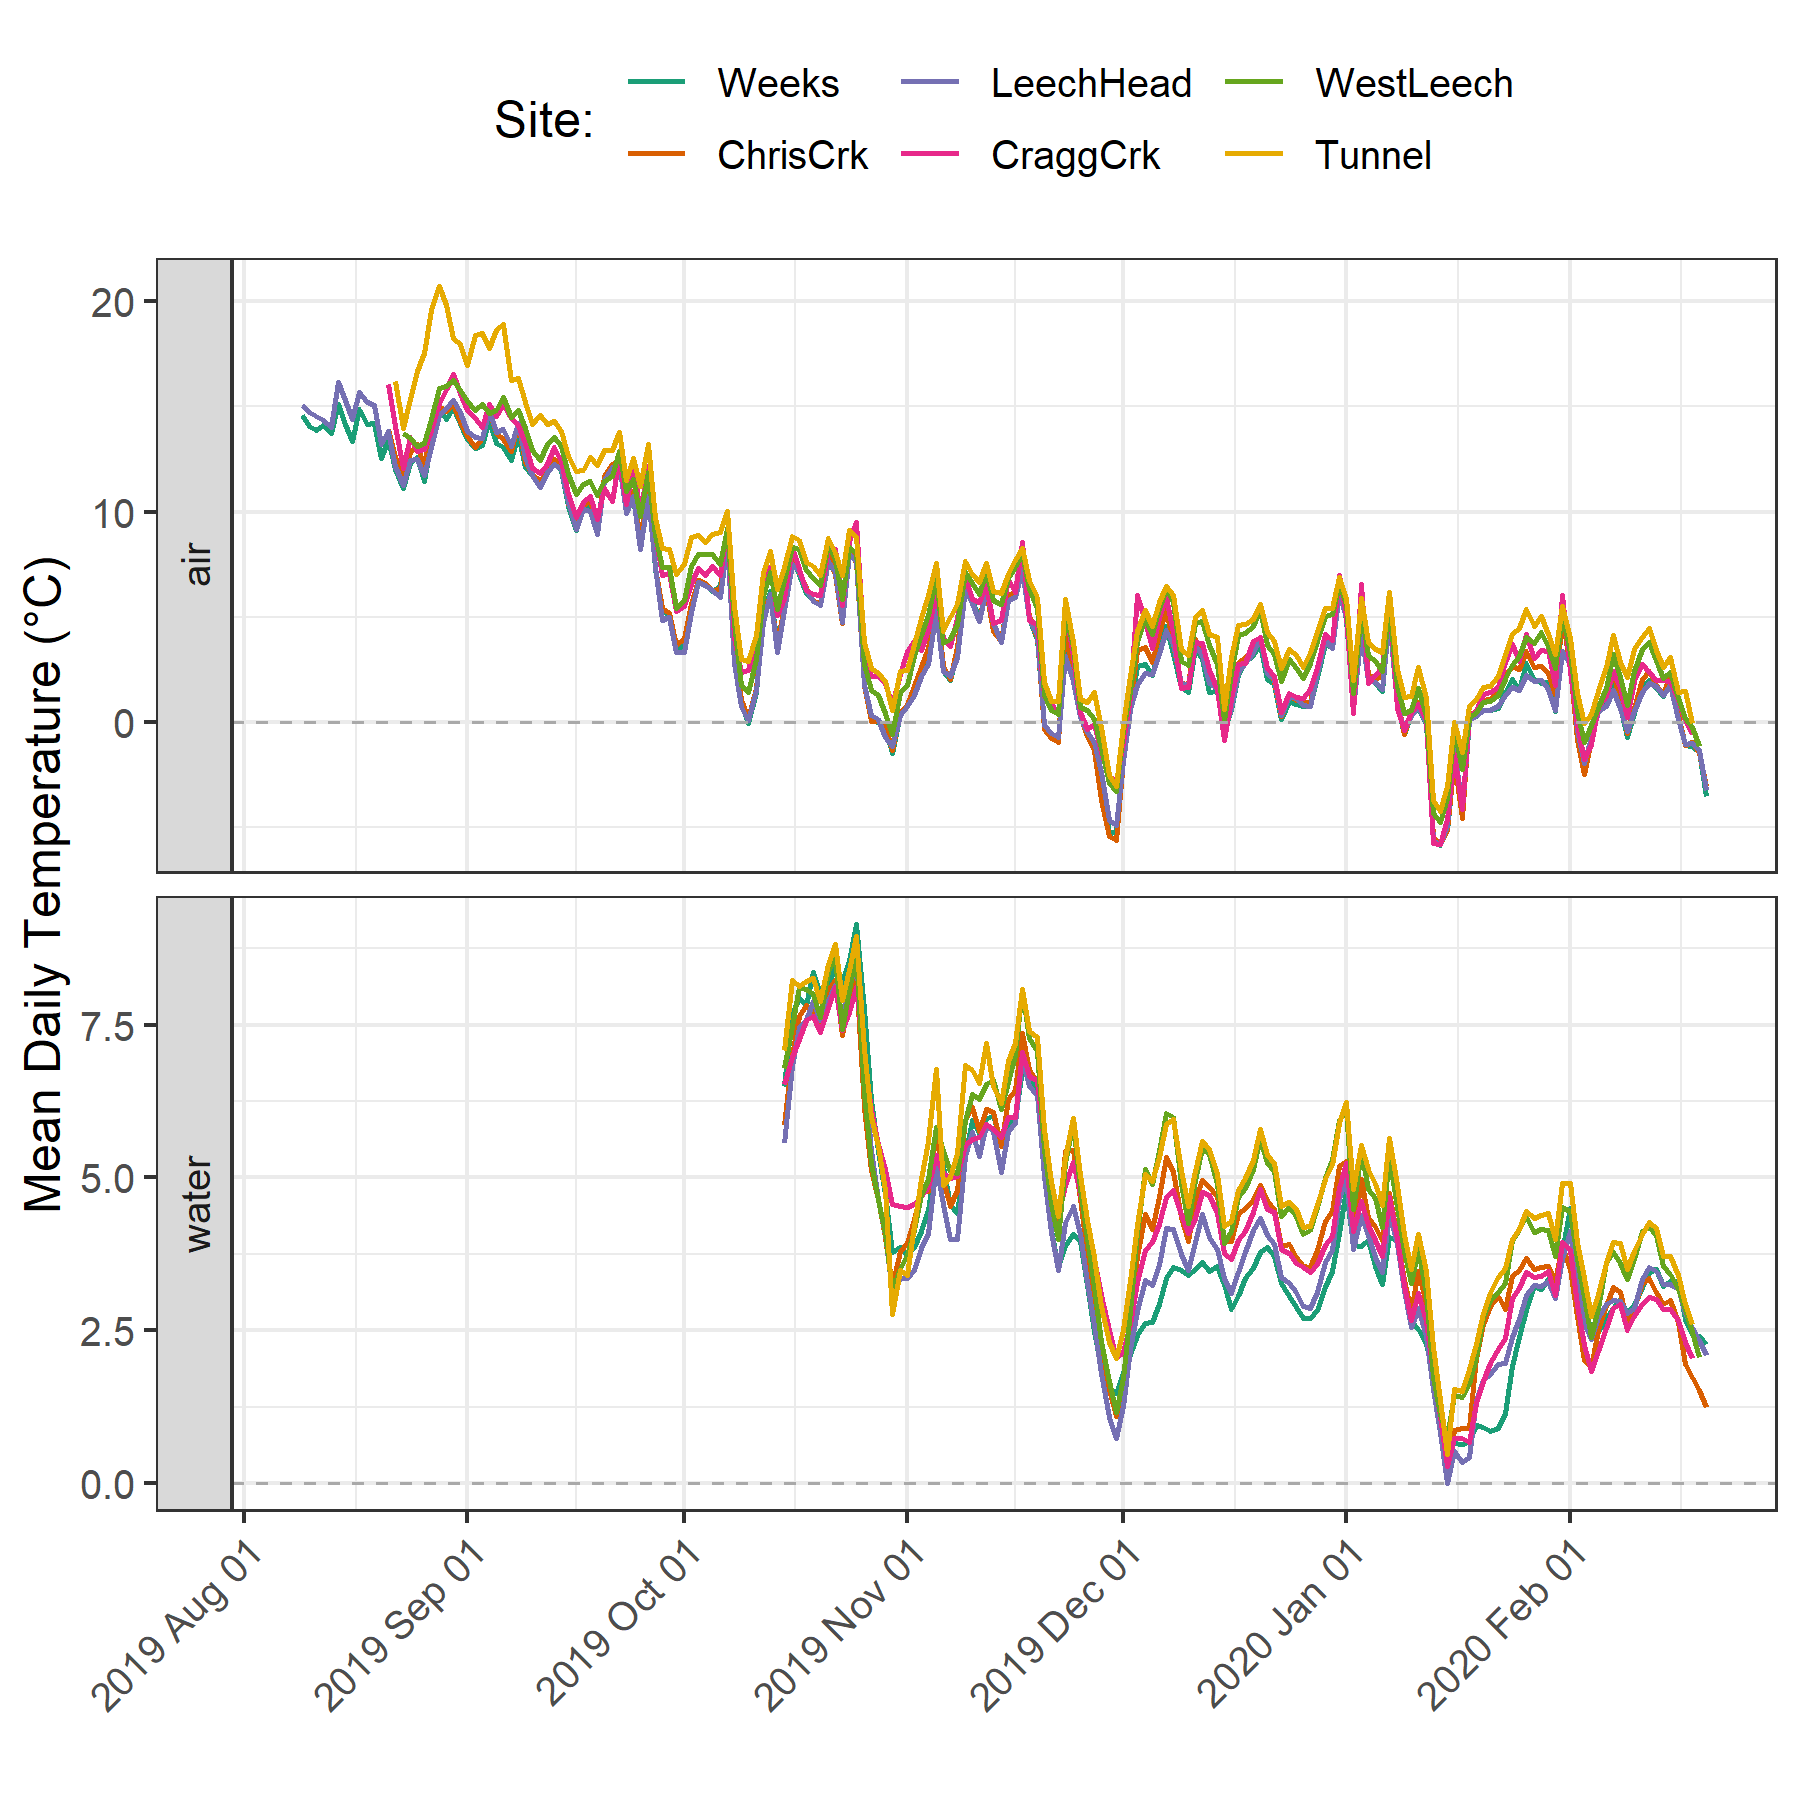 Site:
Weeks LeechHead WestLeech
ChrisCrk CraggCrk Tunnel
Mean Daily Temperature (°C)
air
20
10
0
water
7.5
5.0
2.5
0.0
2019 Aug 01
2019 Sep 01
2019 Oct 01
2019 Nov 01
2019 Dec 01
2020 Jan 01
2020 Feb 01